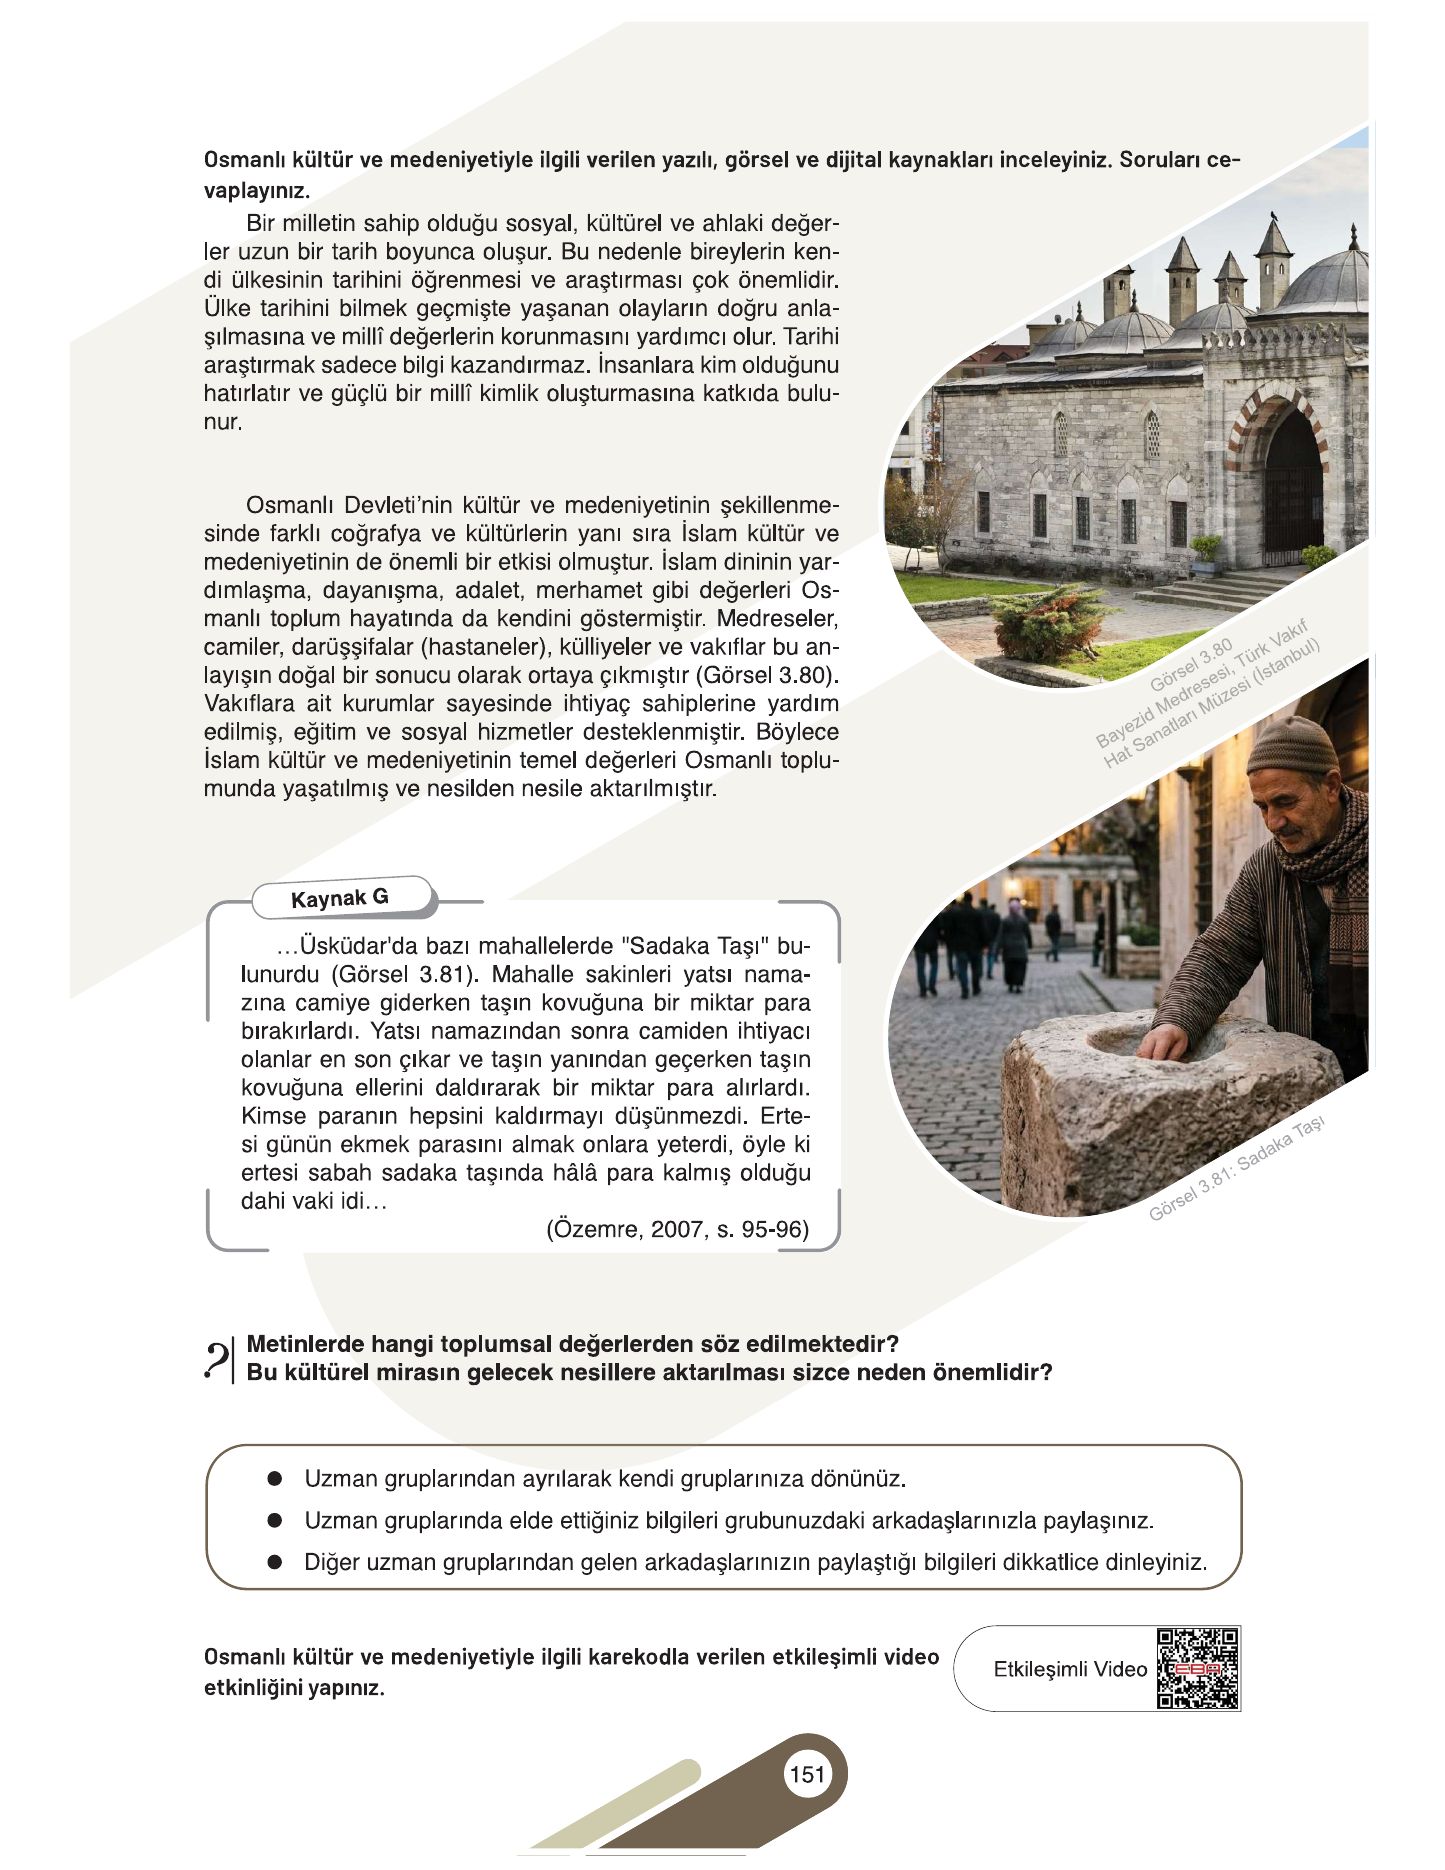 Osmanlı kültür ve medeniyetiyle ilgili verilen yazılı, görsel ve dijital kaynakları inceleyiniz. Soruları ce-
vaplayınız.
Bir milletin sahip olduğu sosyal, kültürel ve ahlaki değer-
ler uzun bir tarih boyunca oluşur. Bu nedenle bireylerin ken-
di ülkesinin tarihini öğrenmesi ve araştırması çok önemlidir.
Ülke tarihini bilmek geçmişte yaşanan olayların doğru anla-
şılmasına ve millî değerlerin korunmasını yardımcı olur. Tarihi
araştırmak sadece bilgi kazandırmaz. İnsanlara kim olduğunu
hatırlatır ve güçlü bir millî kimlik oluşturmasına katkıda bulu-
nur.
Osmanlı Devleti’nin kültür ve medeniyetinin şekillenme-
sinde farklı coğrafya ve kültürlerin yanı sıra İslam kültür ve
medeniyetinin de önemli bir etkisi olmuştur. İslam dininin yar-
dımlaşma, dayanışma, adalet, merhamet gibi değerleri Os-
manlı toplum hayatında da kendini göstermiştir. Medreseler,
camiler, darüşşifalar (hastaneler), külliyeler ve vakıflar bu an-
layışın doğal bir sonucu olarak ortaya çıkmıştır (Görsel 3.80).
Vakıflara ait kurumlar sayesinde ihtiyaç sahiplerine yardım
edilmiş, eğitim ve sosyal hizmetler desteklenmiştir. Böylece
İslam kültür ve medeniyetinin temel değerleri Osmanlı toplu-
munda yaşatılmış ve nesilden nesile aktarılmıştır.
Görsel 3.80
Bayezid Medresesi, Türk Vakıf
Hat Sanatları Müzesi (İstanbul)
Kaynak G
…Üsküdar'da bazı mahallelerde "Sadaka Taşı" bu-
lunurdu (Görsel 3.81). Mahalle sakinleri yatsı nama-
zına camiye giderken taşın kovuğuna bir miktar para
bırakırlardı. Yatsı namazından sonra camiden ihtiyacı
olanlar en son çıkar ve taşın yanından geçerken taşın
kovuğuna ellerini daldırarak bir miktar para alırlardı.
Kimse paranın hepsini kaldırmayı düşünmezdi. Erte-
si günün ekmek parasını almak onlara yeterdi, öyle ki
ertesi sabah sadaka taşında hâlâ para kalmış olduğu
dahi vaki idi…
(Özemre, 2007, s. 95-96)
Görsel 3.81: Sadaka Taşı
? Metinlerde hangi toplumsal değerlerden söz edilmektedir?
Bu kültürel mirasın gelecek nesillere aktarılması sizce neden önemlidir?
● Uzman gruplarından ayrılarak kendi gruplarınıza dönünüz.
● Uzman gruplarında elde ettiğiniz bilgileri grubunuzdaki arkadaşlarınızla paylaşınız.
● Diğer uzman gruplarından gelen arkadaşlarınızın paylaştığı bilgileri dikkatlice dinleyiniz.
Osmanlı kültür ve medeniyetiyle ilgili karekodla verilen etkileşimli video
etkinliğini yapınız.
Etkileşimli Video
EBA
151